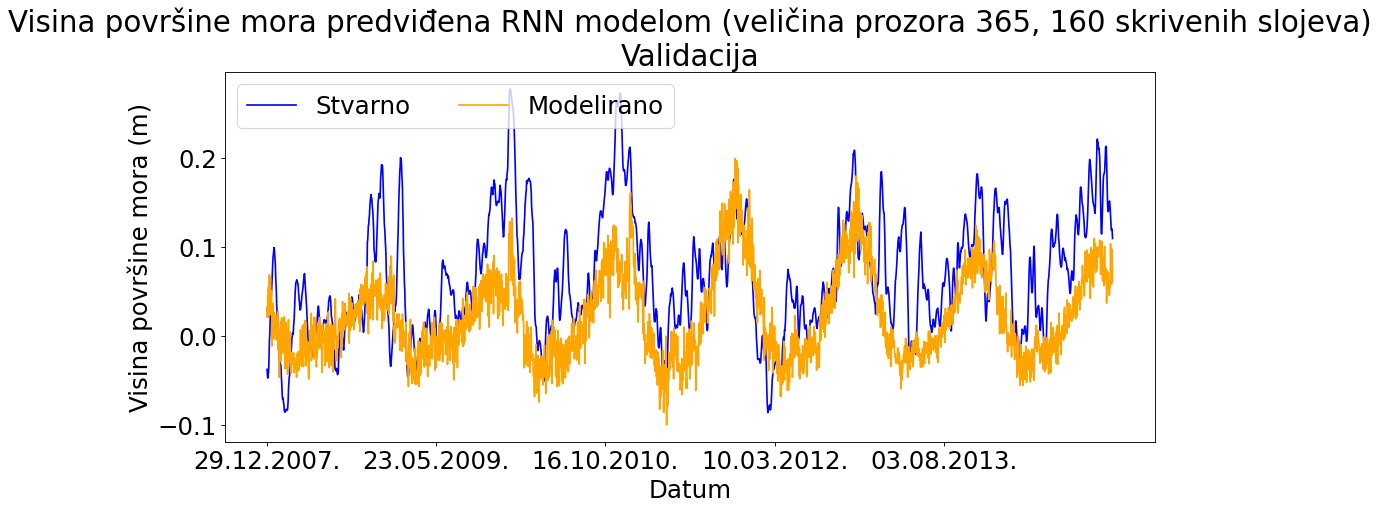 Visina površine mora predviđena RNN modelom (veličina prozora 365, 160 skrivenih slojeva)
Validacija
Stvarno
Modelirano
Visina površine mora (m)
0.2
0.1
0.0
−0.1
29.12.2007.
23.05.2009.
16.10.2010.
10.03.2012.
03.08.2013.
Datum